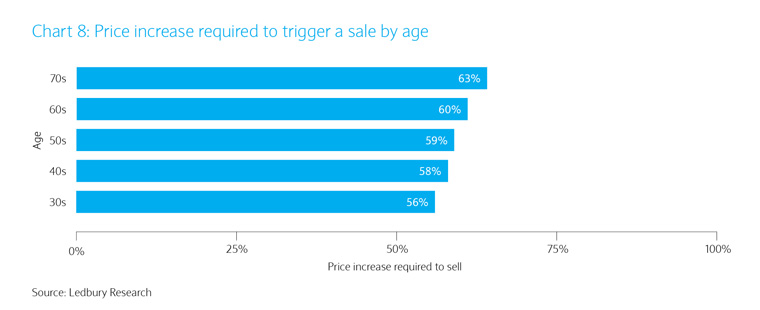 Chart 8: Price increase required to trigger a sale by age
Age
70s
63%
60s
60%
50s
59%
40s
58%
30s
56%
0%
25%
50%
75%
100%
Price increase required to sell
Source: Ledbury Research